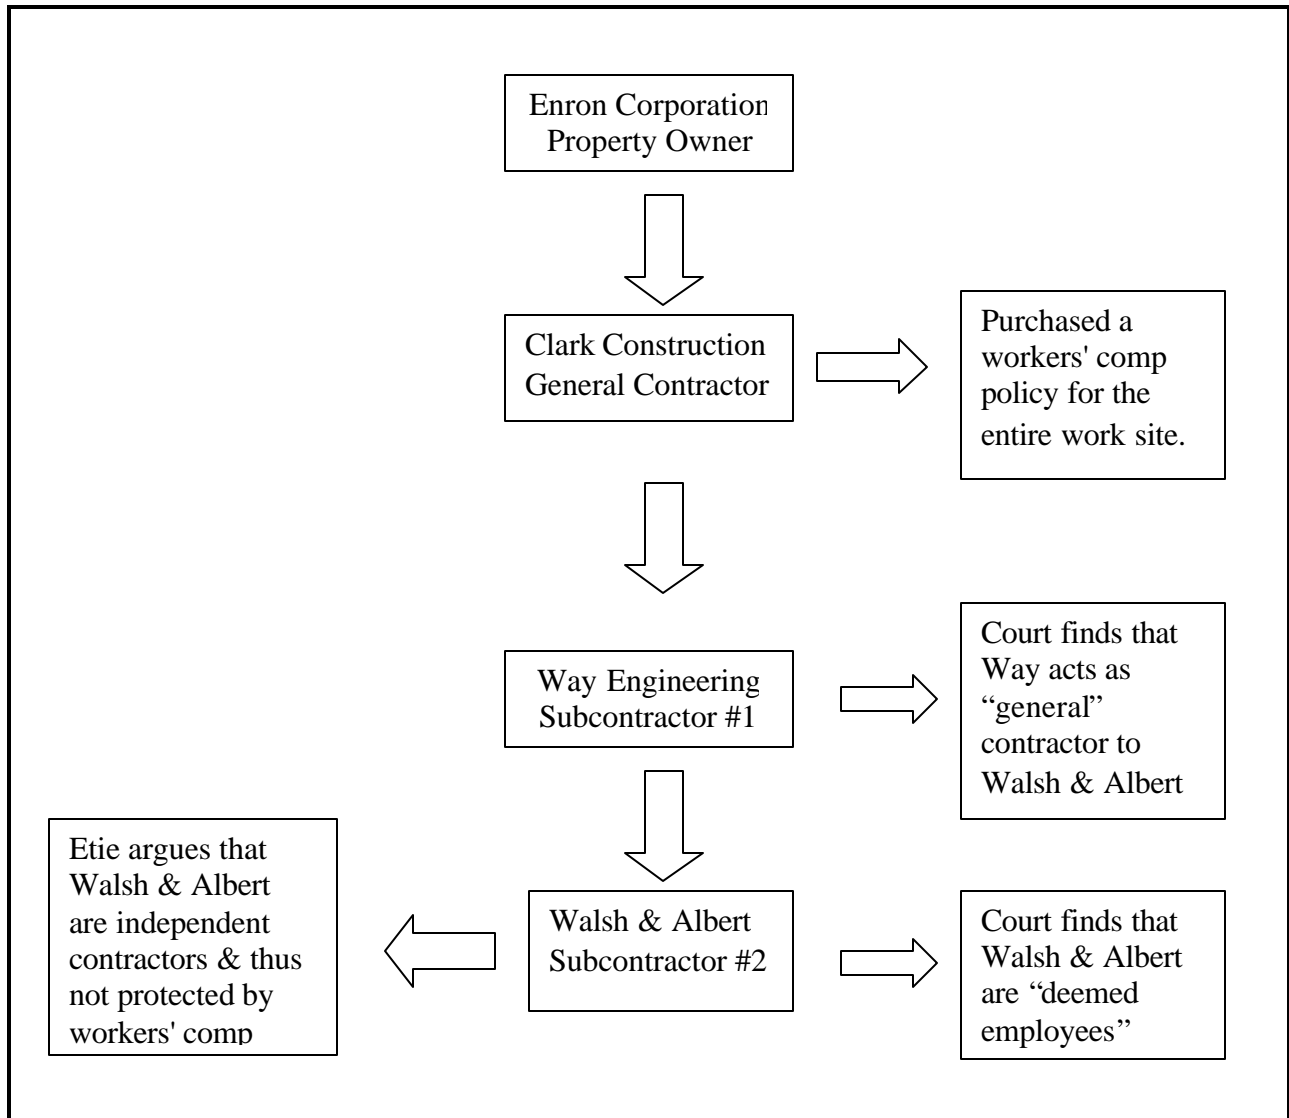 Enron Corporation
Property Owner
Clark Construction
General Contractor
Purchased a
workers' comp
policy for the
entire work site.
Way Engineering
Subcontractor #1
Court finds that
Way acts as
“general”
contractor to
Walsh & Albert
Etie argues that
Walsh & Albert
are independent
contractors & thus
not protected by
workers' comp
Walsh & Albert
Subcontractor #2
Court finds that
Walsh & Albert
are “deemed
employees”